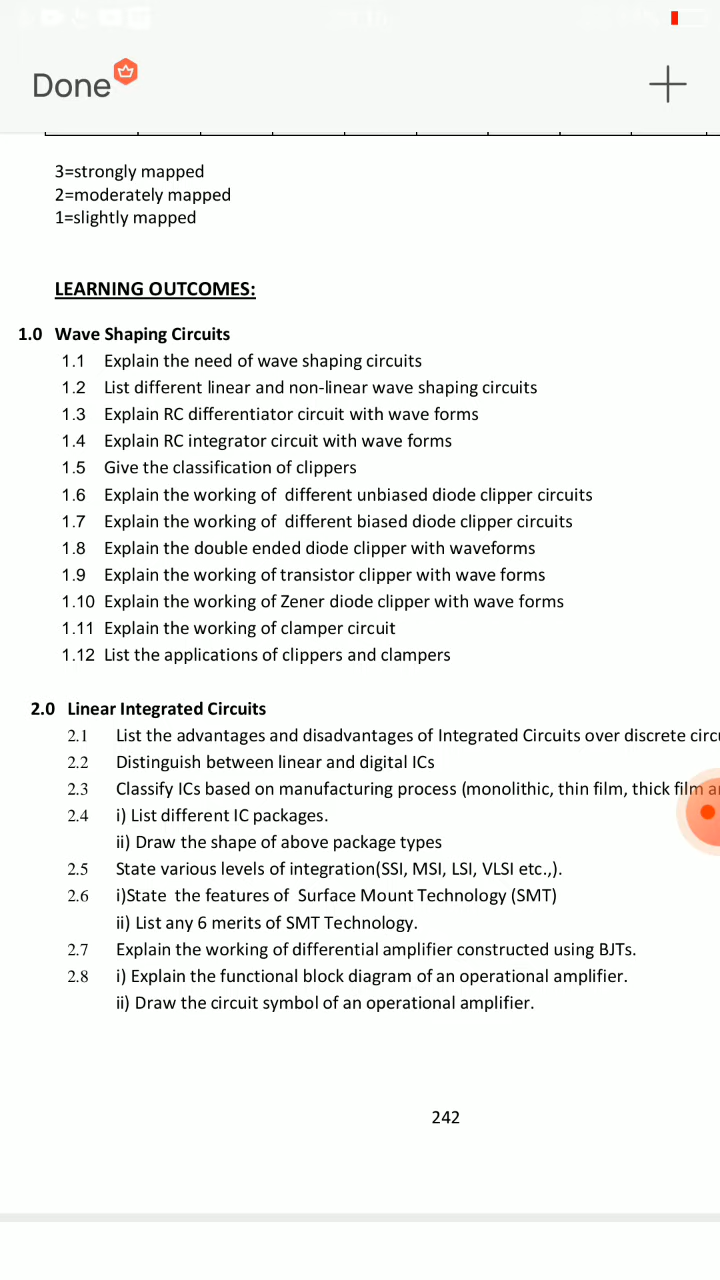 Done
3=strongly mapped
2=moderately mapped
1=slightly mapped
LEARNING OUTCOMES:
1.0 Wave Shaping Circuits
1.1 Explain the need of wave shaping circuits
1.2 List different linear and non-linear wave shaping circuits
1.3 Explain RC differentiator circuit with wave forms
1.4 Explain RC integrator circuit with wave forms
1.5 Give the classification of clippers
1.6 Explain the working of different unbiased diode clipper circuits
1.7 Explain the working of different biased diode clipper circuits
1.8 Explain the double ended diode clipper with waveforms
1.9 Explain the working of transistor clipper with wave forms
1.10 Explain the working of Zener diode clipper with wave forms
1.11 Explain the working of clamper circuit
1.12 List the applications of clippers and clampers
2.0 Linear Integrated Circuits
2.1 List the advantages and disadvantages of Integrated Circuits over discrete
2.2 Distinguish between linear and digital ICs
2.3 Classify ICs based on manufacturing process (monolithic, thin film, thick film
2.4 i) List different IC packages.
ii) Draw the shape of above package types
2.5 State various levels of integration(SSI, MSI, LSI, VLSI etc.,).
2.6 i)State the features of Surface Mount Technology (SMT)
ii) List any 6 merits of SMT Technology.
2.7 Explain the working of differential amplifier constructed using BJTs.
2.8 i) Explain the functional block diagram of an operational amplifier.
ii) Draw the circuit symbol of an operational amplifier.
242